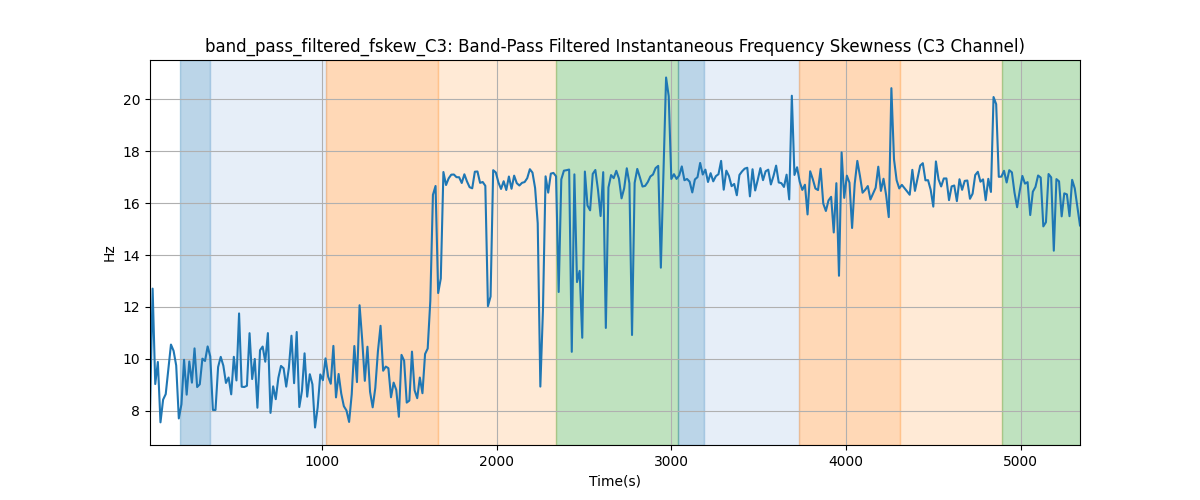 band_pass_filtered_fskew_C3: Band-Pass Filtered Instantaneous Frequency Skewness (C3 Channel)
20
18
16
14
12
10
8
Hz
1000 2000 3000 4000 5000
Time(s)